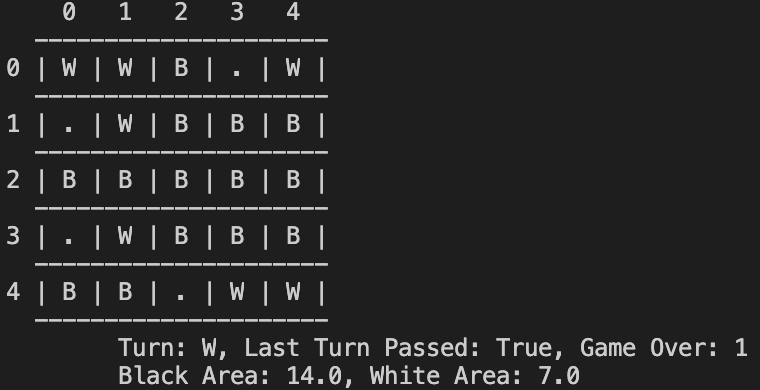 0 1 2 3 4
0 | W | W | B | . | W |
1 | . | W | B | B | B |
2 | B | B | B | B | B |
3 | . | W | B | B | B |
4 | B | B | . | W | W |
Turn: W, Last Turn Passed: True, Game Over: 1
Black Area: 14.0, White Area: 7.0